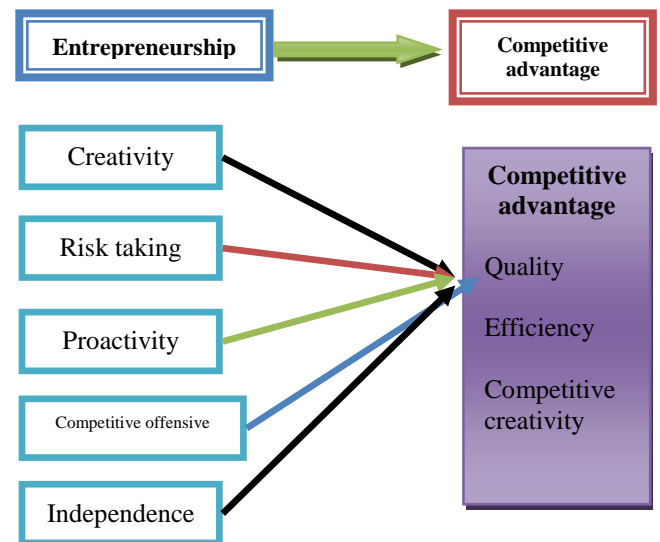 Entrepreneurship
Competitive
advantage
Creativity
Risk taking
Proactivity
Competitive offensive
Independence
Competitive
advantage
Quality
Efficiency
Competitive
creativity